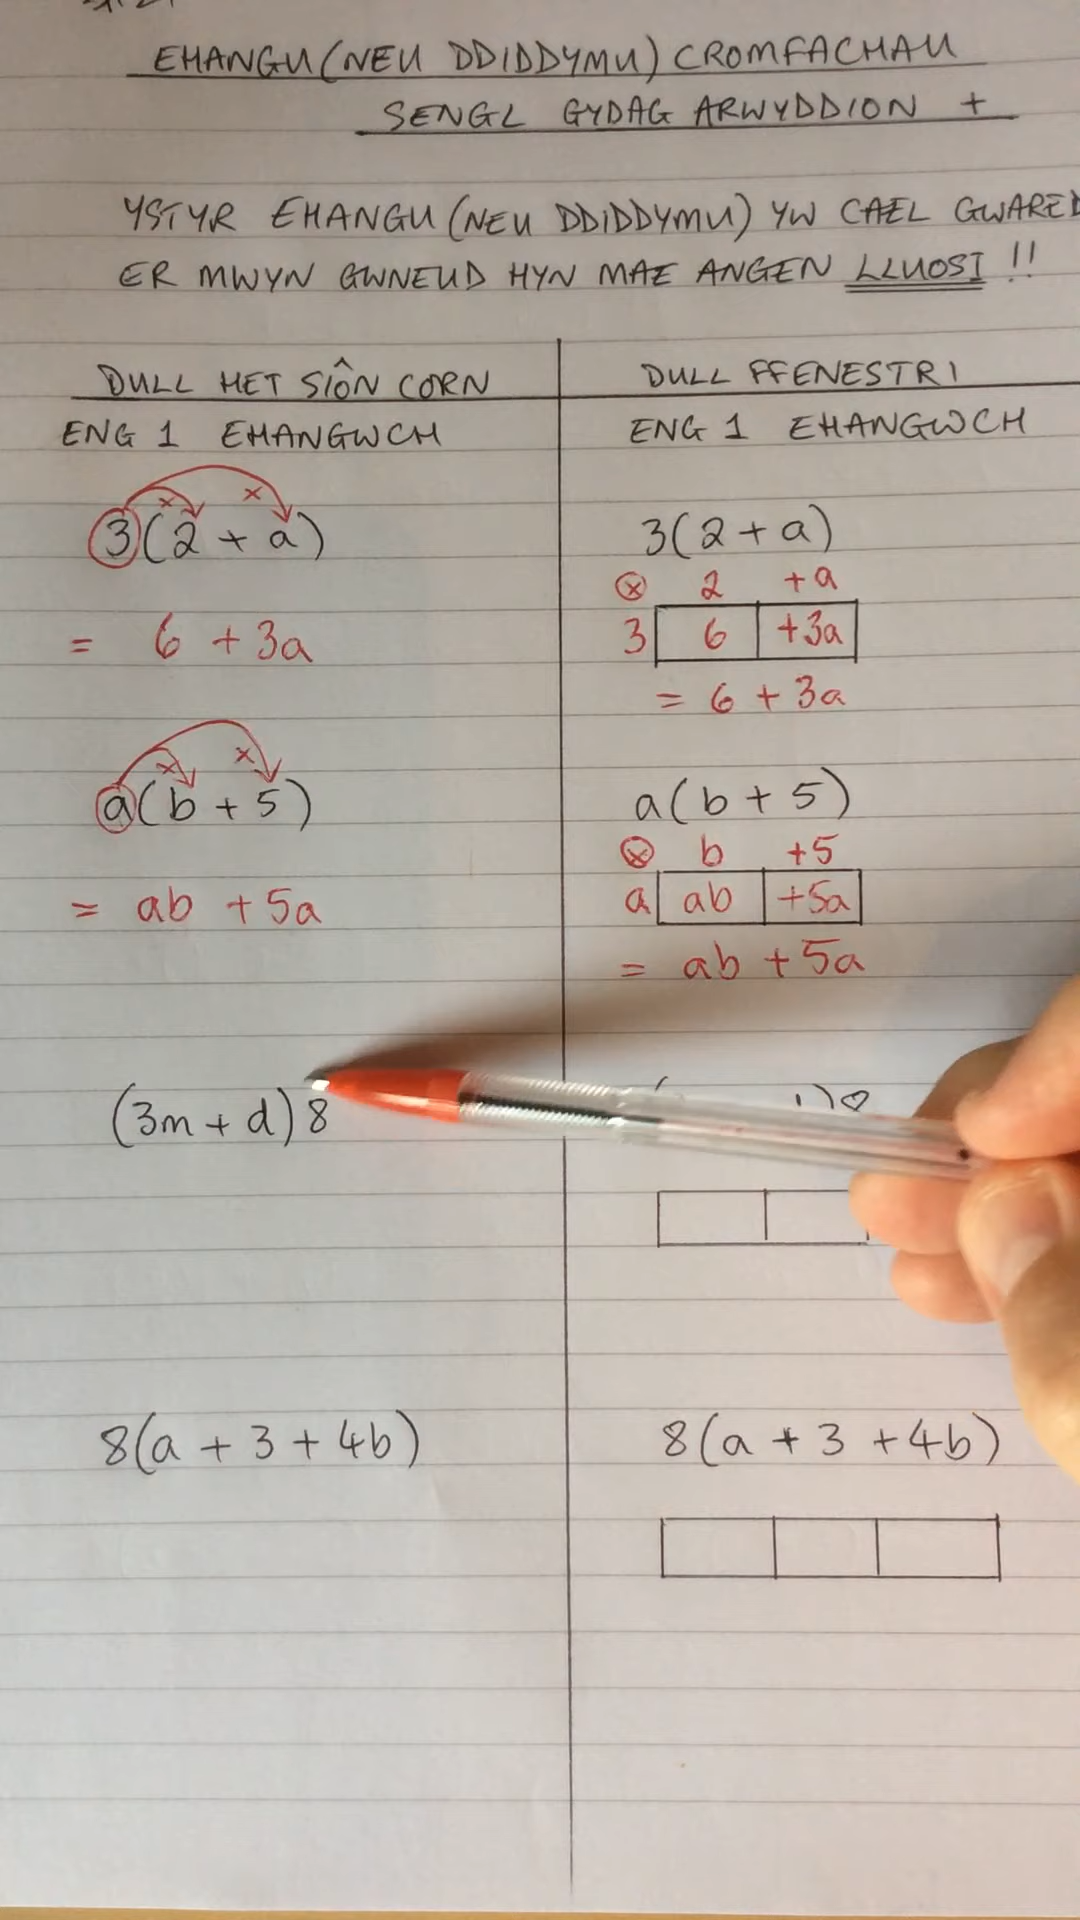 EHANGU (NEU DDIDDYMU) CROMFACHAU
SENGL GYDAG ARWYDDION +
YSTYR EHANGU (NEU DDIDDYMU) YW CAEL GWARED
ER MWYN GWNEUD HYN MAE ANGEN LLUOSI !!
DULL HET SIÔN CORN
ENG 1 EHANGWCH
3(2 + a)
× ×
= 6 + 3a
a(b + 5)
× ×
= ab + 5a
(3m + d)8
8(a + 3 + 4b)
DULL FFENESTRI
ENG 1 EHANGWCH
3(2 + a)
⊗ 2 + a
3 6 +3a
= 6 + 3a
a(b + 5)
⊗ b +5
a ab +5a
= ab + 5a
8(a + 3 + 4b)